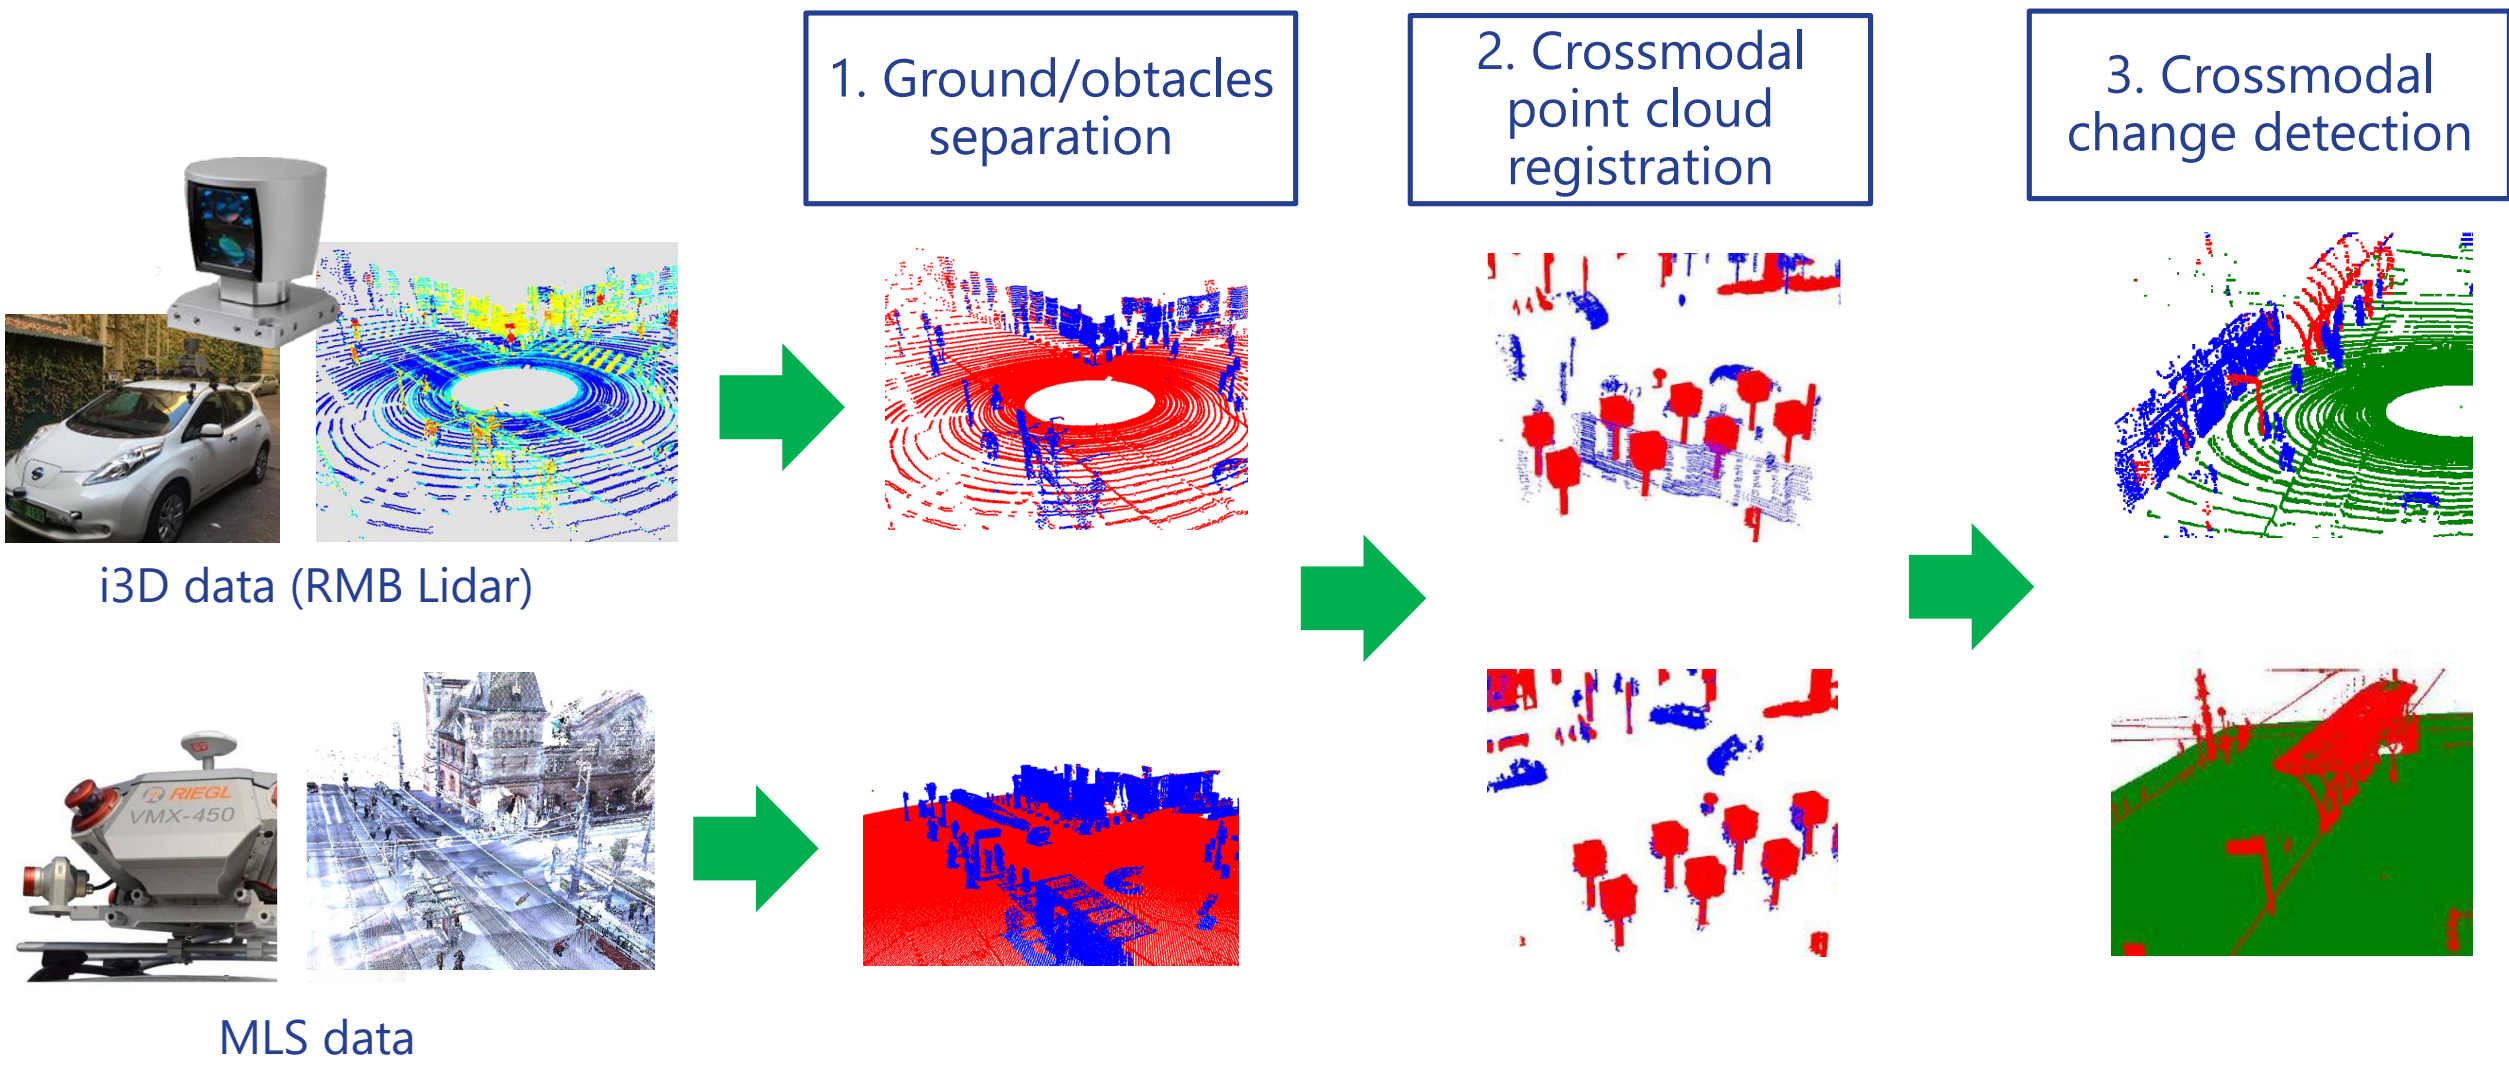 1. Ground/obtacles
separation
2. Crossmodal
point cloud
registration
3. Crossmodal
change detection
i3D data (RMB Lidar)
RIEGL
VMX-450
MLS data